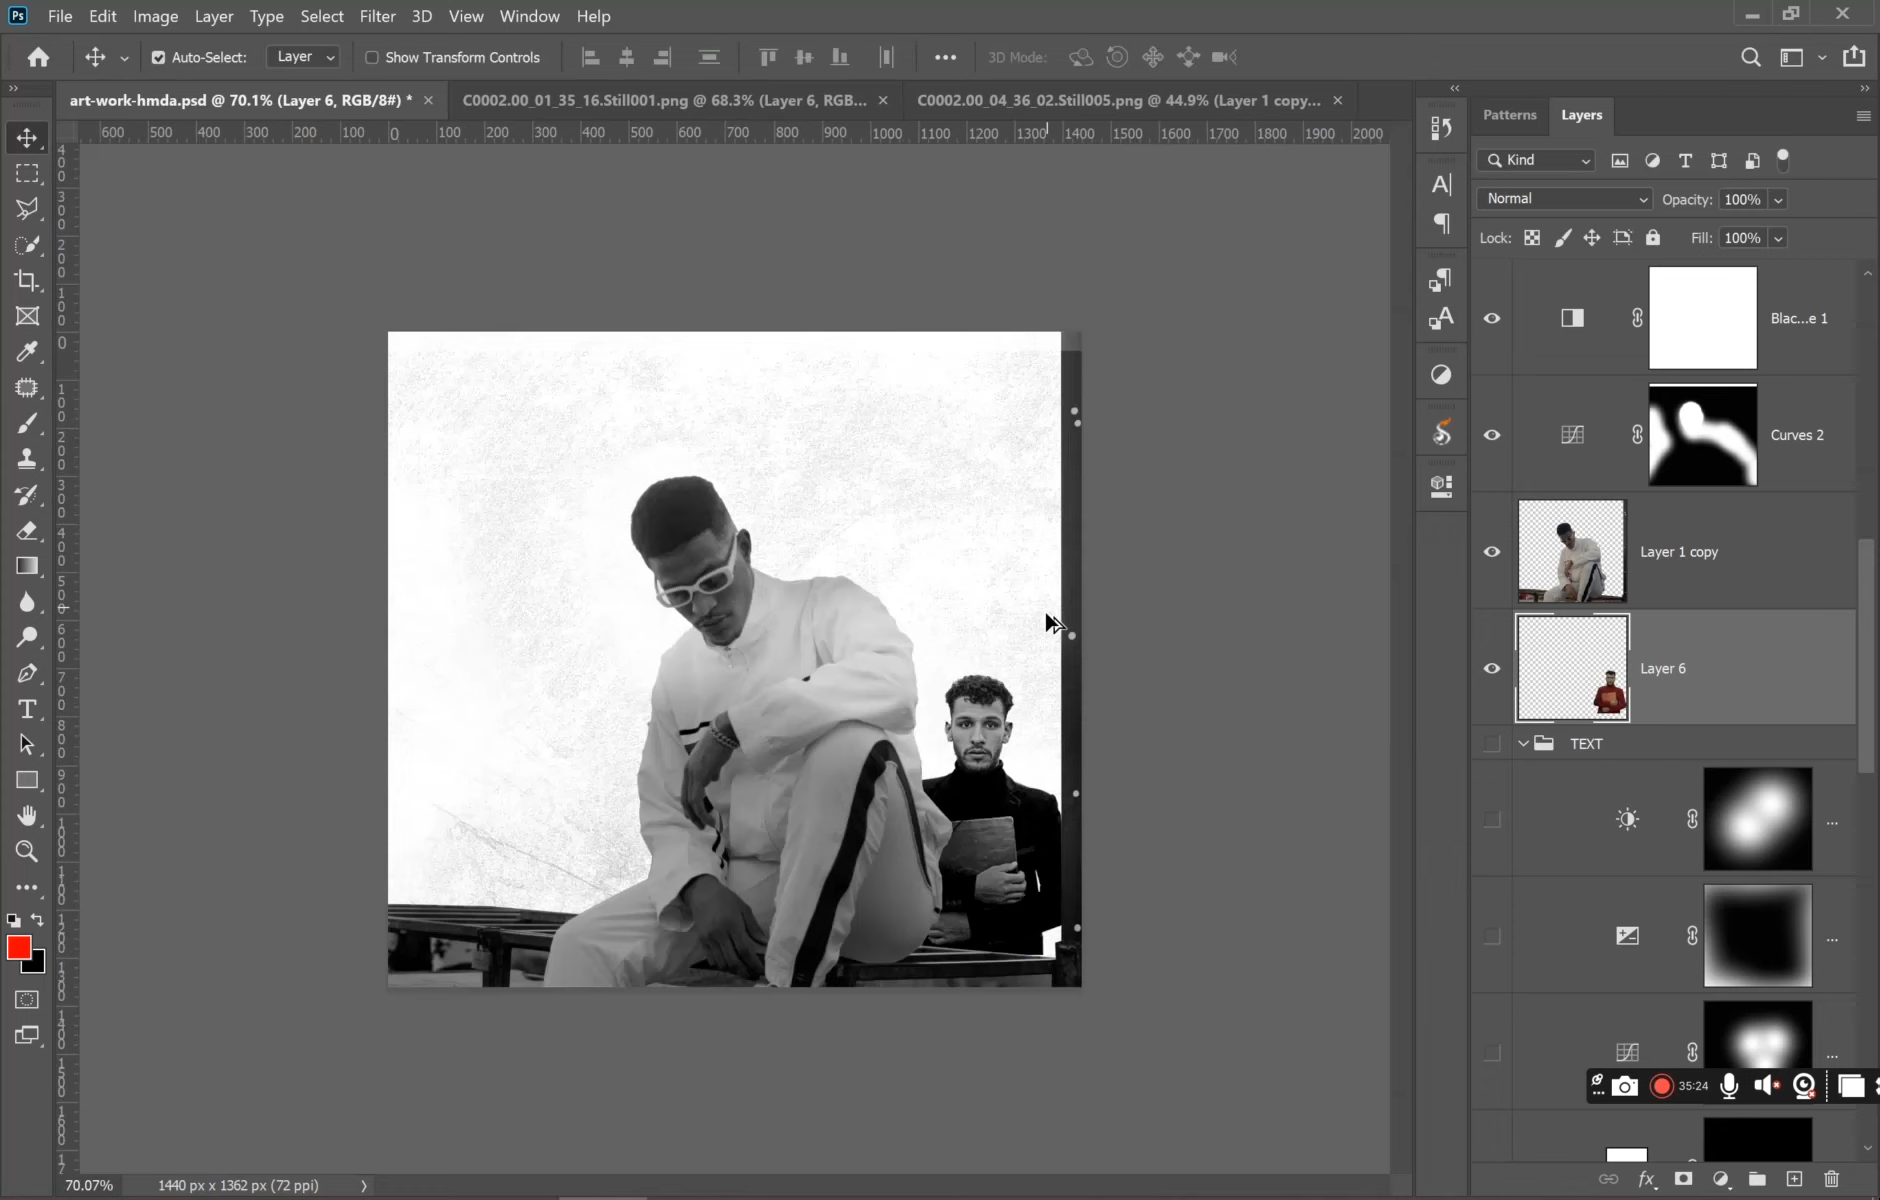 Ps File Edit Image Layer Type Select Filter 3D View Window Help
Auto-Select: Layer Show Transform Controls 3D Mode:
art-work-hmda.psd @ 70.1% (Layer 6, RGB/8#) * C0002.00_01_35_16.Still001.png @ 68.3% (Layer 6, RGB... C0002.00_04_36_02.Still005.png @ 44.9% (Layer 1 copy...
600 500 400 300 200 100 0 100 200 300 400 500 600 700 800 900 1000 1100 1200 1300 1400 1500 1600 1700 1800 1900 2000
Patterns Layers
Kind
Normal Opacity: 100%
Lock: Fill: 100%
Blac...e 1
Curves 2
Layer 1 copy
Layer 6
TEXT
...
...
...
35:24
70.07% 1440 px x 1362 px (72 ppi)
fx